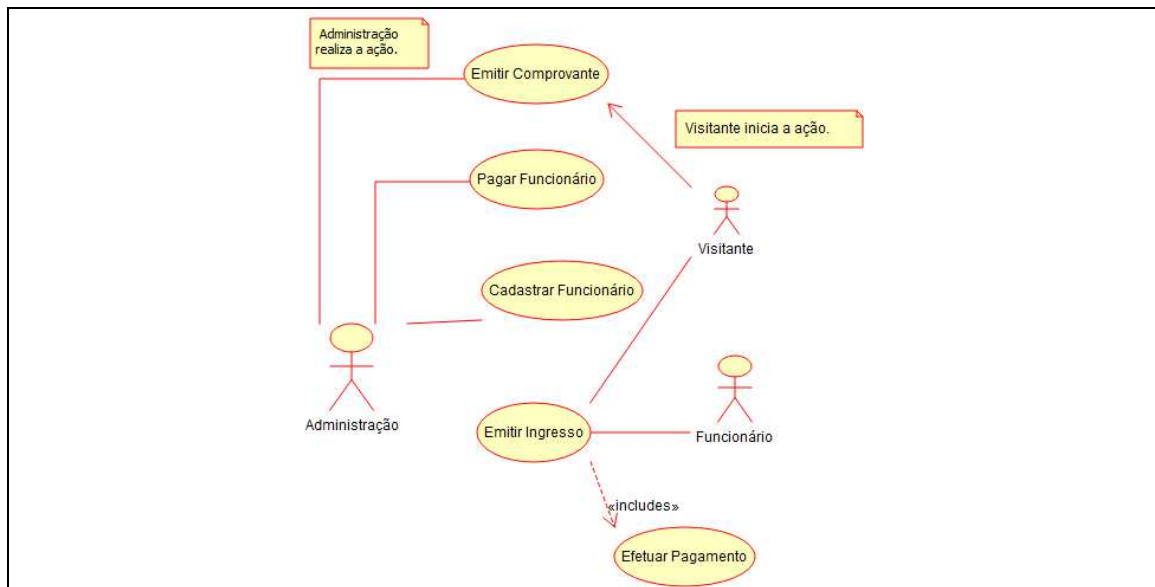 Administração
realiza a ação.
Emitir Comprovante
Visitante inicia a ação.
Pagar Funcionário
Visitante
Cadastrar Funcionário
Administração
Emitir Ingresso
Funcionário
«includes»
Efetuar Pagamento